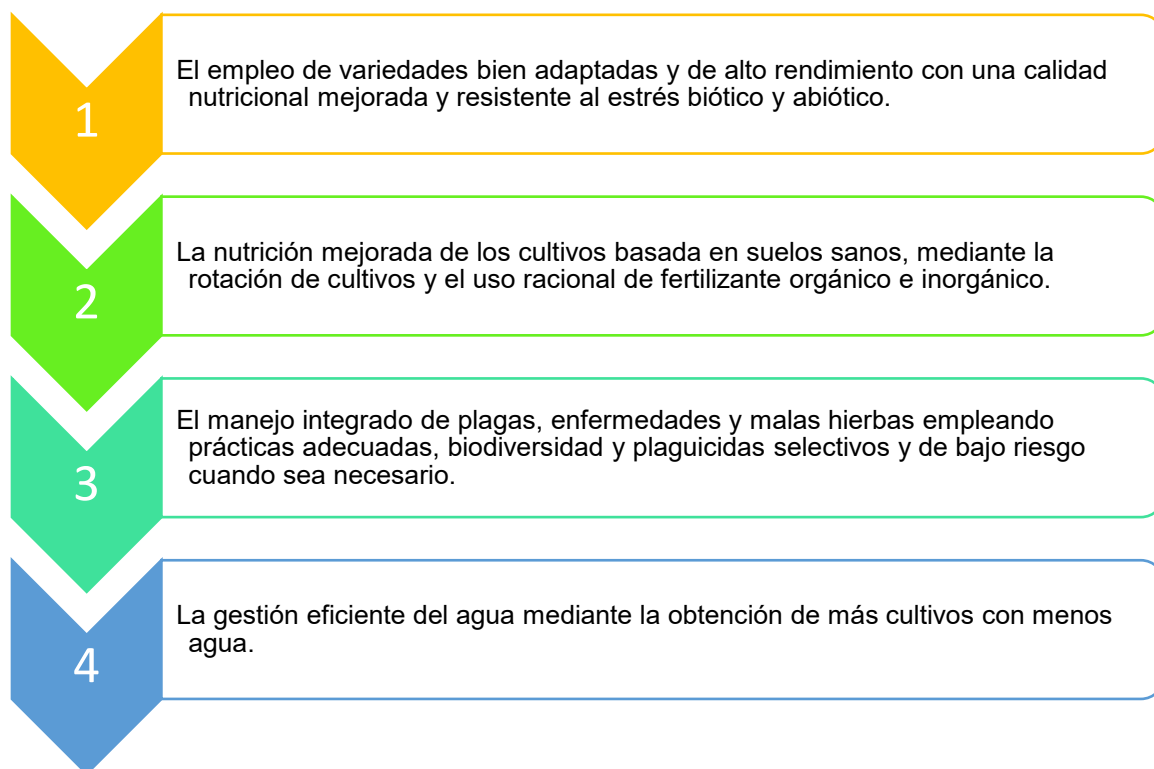 1
El empleo de variedades bien adaptadas y de alto rendimiento con una calidad
nutricional mejorada y resistente al estrés biótico y abiótico.
2
La nutrición mejorada de los cultivos basada en suelos sanos, mediante la
rotación de cultivos y el uso racional de fertilizante orgánico e inorgánico.
3
El manejo integrado de plagas, enfermedades y malas hierbas empleando
prácticas adecuadas, biodiversidad y plaguicidas selectivos y de bajo riesgo
cuando sea necesario.
4
La gestión eficiente del agua mediante la obtención de más cultivos con menos
agua.